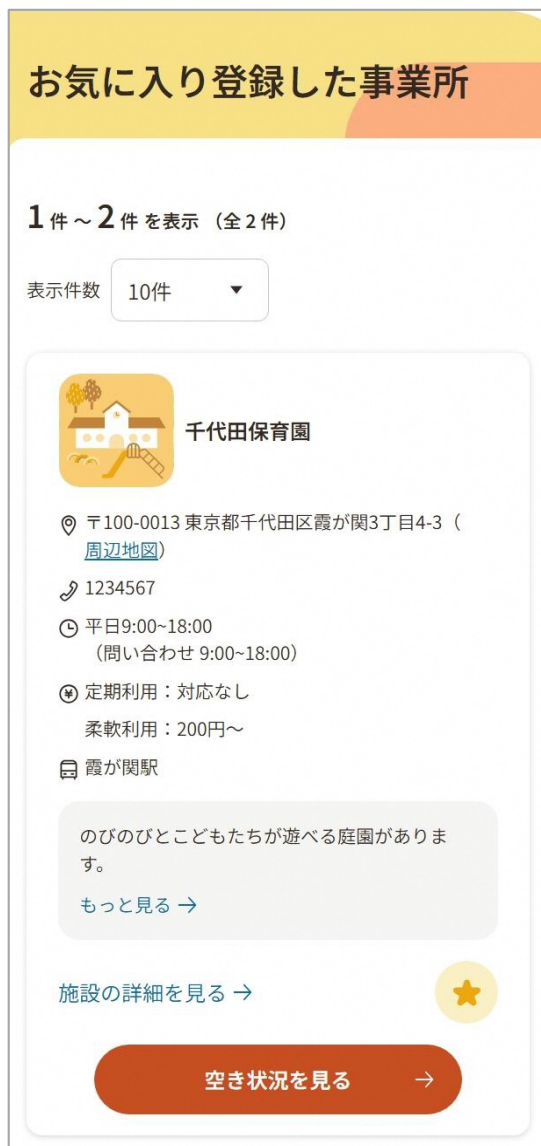 お気に入り登録した事業所
1件 ～ 2件 を表示 （全2件）
表示件数 10件
千代田保育園
〒100-0013 東京都千代田区霞が関3丁目4-3（
周辺地図）
1234567
平日9:00~18:00
（問い合わせ 9:00~18:00）
定期利用：対応なし
柔軟利用：200円～
霞が関駅
のびのびとこどもたちが遊べる庭園がありま
す。
もっと見る →
施設の詳細を見る →
空き状況を見る →